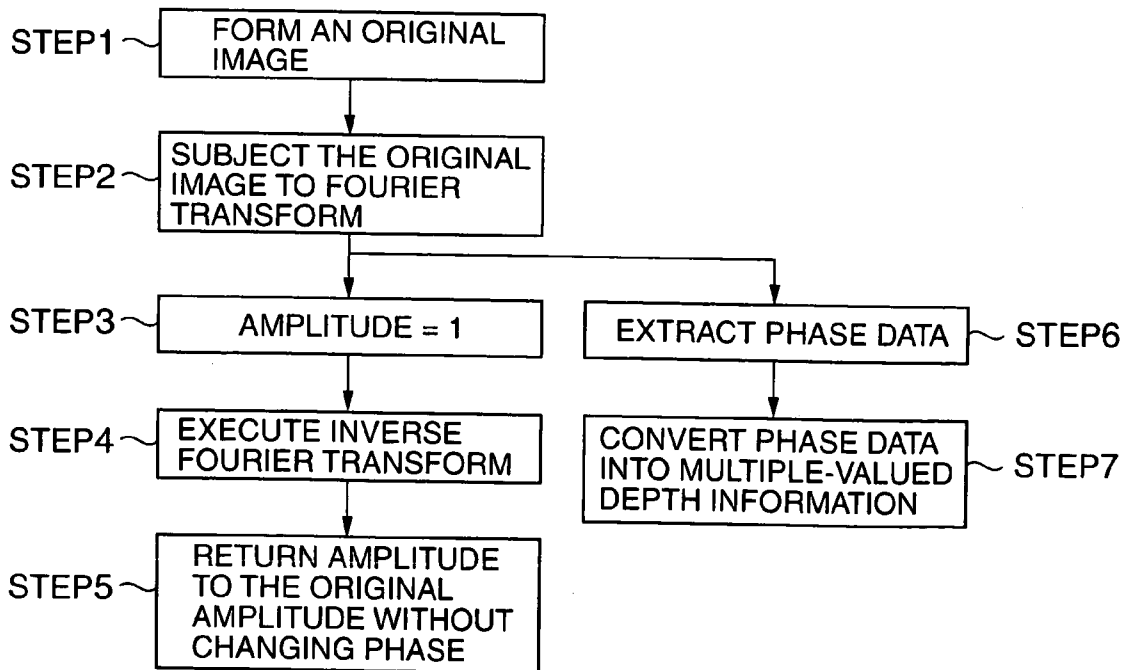 STEP1
FORM AN ORIGINAL
IMAGE
STEP2
SUBJECT THE ORIGINAL
IMAGE TO FOURIER
TRANSFORM
STEP3
AMPLITUDE = 1
EXTRACT PHASE DATA
STEP6
STEP4
EXECUTE INVERSE
FOURIER TRANSFORM
CONVERT PHASE DATA
INTO MULTIPLE-VALUED
DEPTH INFORMATION
STEP7
STEP5
RETURN AMPLITUDE
TO THE ORIGINAL
AMPLITUDE WITHOUT
CHANGING PHASE